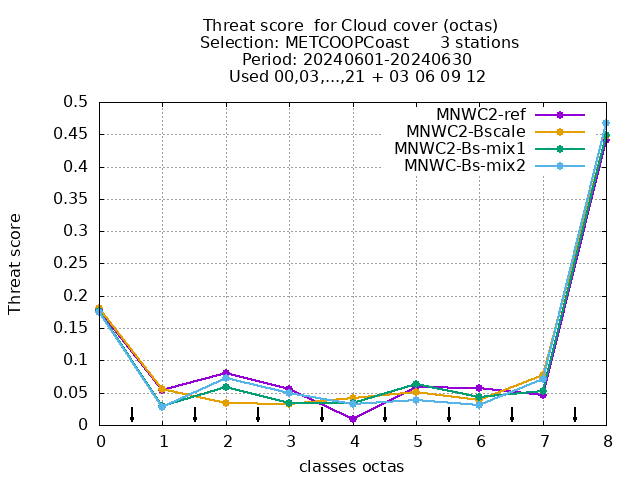 Threat score  for Cloud cover (octas)
Selection: METCOOPCoast      3 stations
Period: 20240601-20240630
Used 00,03,...,21 + 03 06 09 12
MNWC2-ref
MNWC2-Bscale
MNWC2-Bs-mix1
MNWC-Bs-mix2
Threat score
0.5
0.45
0.4
0.35
0.3
0.25
0.2
0.15
0.1
0.05
0
0 1 2 3 4 5 6 7 8
classes octas